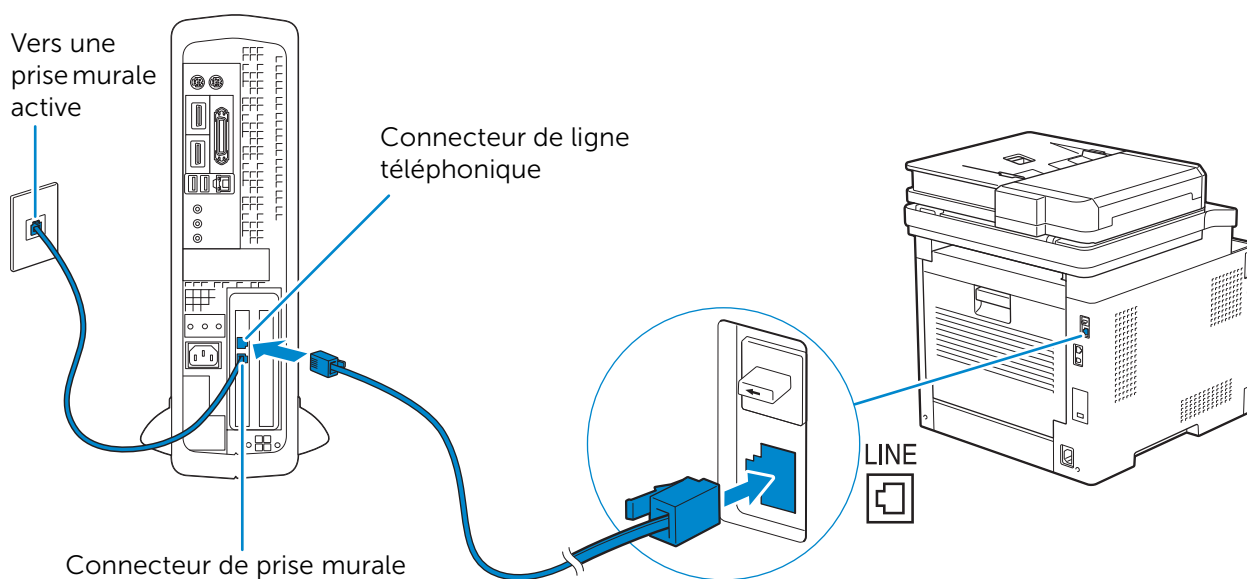 Vers une
prise murale
active
Connecteur de ligne
téléphonique
LINE
Connecteur de prise murale